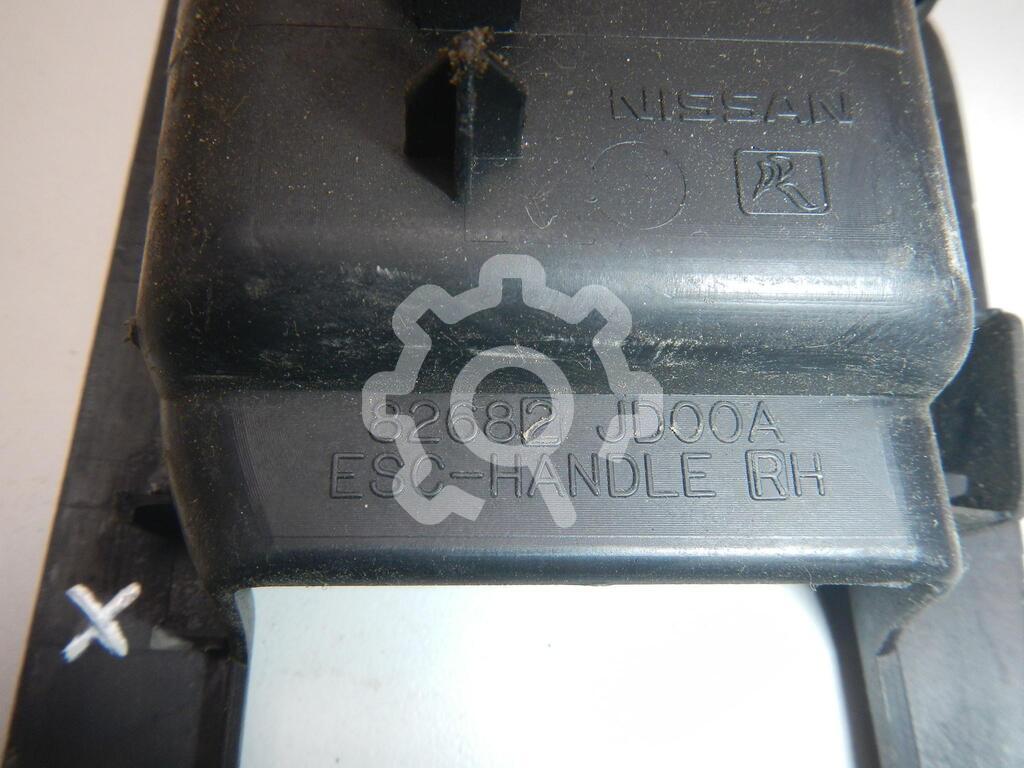 NISSAN
82682 JD00A
ESC-HANDLE RH
X